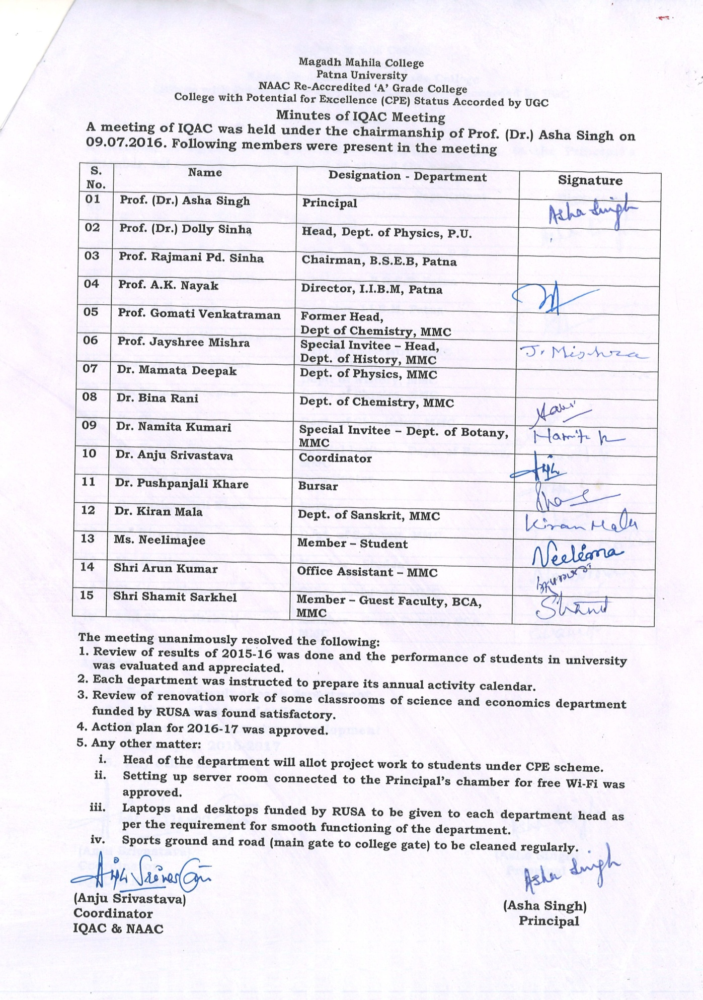 Magadh Mahila College
Patna University
NAAC Re-Accredited ‘A’ Grade College
College with Potential for Excellence (CPE) Status Accorded by UGC
Minutes of IQAC Meeting
A meeting of IQAC was held under the chairmanship of Prof. (Dr.) Asha Singh on
09.07.2016. Following members were present in the meeting
S. No. Name Designation - Department Signature
01 Prof. (Dr.) Asha Singh Principal Asha Singh
02 Prof. (Dr.) Dolly Sinha Head, Dept. of Physics, P.U.
03 Prof. Rajmani Pd. Sinha Chairman, B.S.E.B, Patna
04 Prof. A.K. Nayak Director, I.I.B.M, Patna
05 Prof. Gomati Venkatraman Former Head,
Dept of Chemistry, MMC
06 Prof. Jayshree Mishra Special Invitee – Head, J. Mishra
Dept. of History, MMC
07 Dr. Mamata Deepak Dept. of Physics, MMC
08 Dr. Bina Rani Dept. of Chemistry, MMC
09 Dr. Namita Kumari Special Invitee – Dept. of Botany,
MMC
10 Dr. Anju Srivastava Coordinator
11 Dr. Pushpanjali Khare Bursar
12 Dr. Kiran Mala Dept. of Sanskrit, MMC Kiran Mala
13 Ms. Neelimajee Member – Student Neelima
14 Shri Arun Kumar Office Assistant – MMC
15 Shri Shamit Sarkhel Member – Guest Faculty, BCA,
MMC
The meeting unanimously resolved the following:
1. Review of results of 2015-16 was done and the performance of students in university
was evaluated and appreciated.
2. Each department was instructed to prepare its annual activity calendar.
3. Review of renovation work of some classrooms of science and economics department
funded by RUSA was found satisfactory.
4. Action plan for 2016-17 was approved.
5. Any other matter:
i. Head of the department will allot project work to students under CPE scheme.
ii. Setting up server room connected to the Principal’s chamber for free Wi-Fi was
approved.
iii. Laptops and desktops funded by RUSA to be given to each department head as
per the requirement for smooth functioning of the department.
iv. Sports ground and road (main gate to college gate) to be cleaned regularly.
Asha Singh
(Anju Srivastava)
Coordinator
IQAC & NAAC
(Asha Singh)
Principal